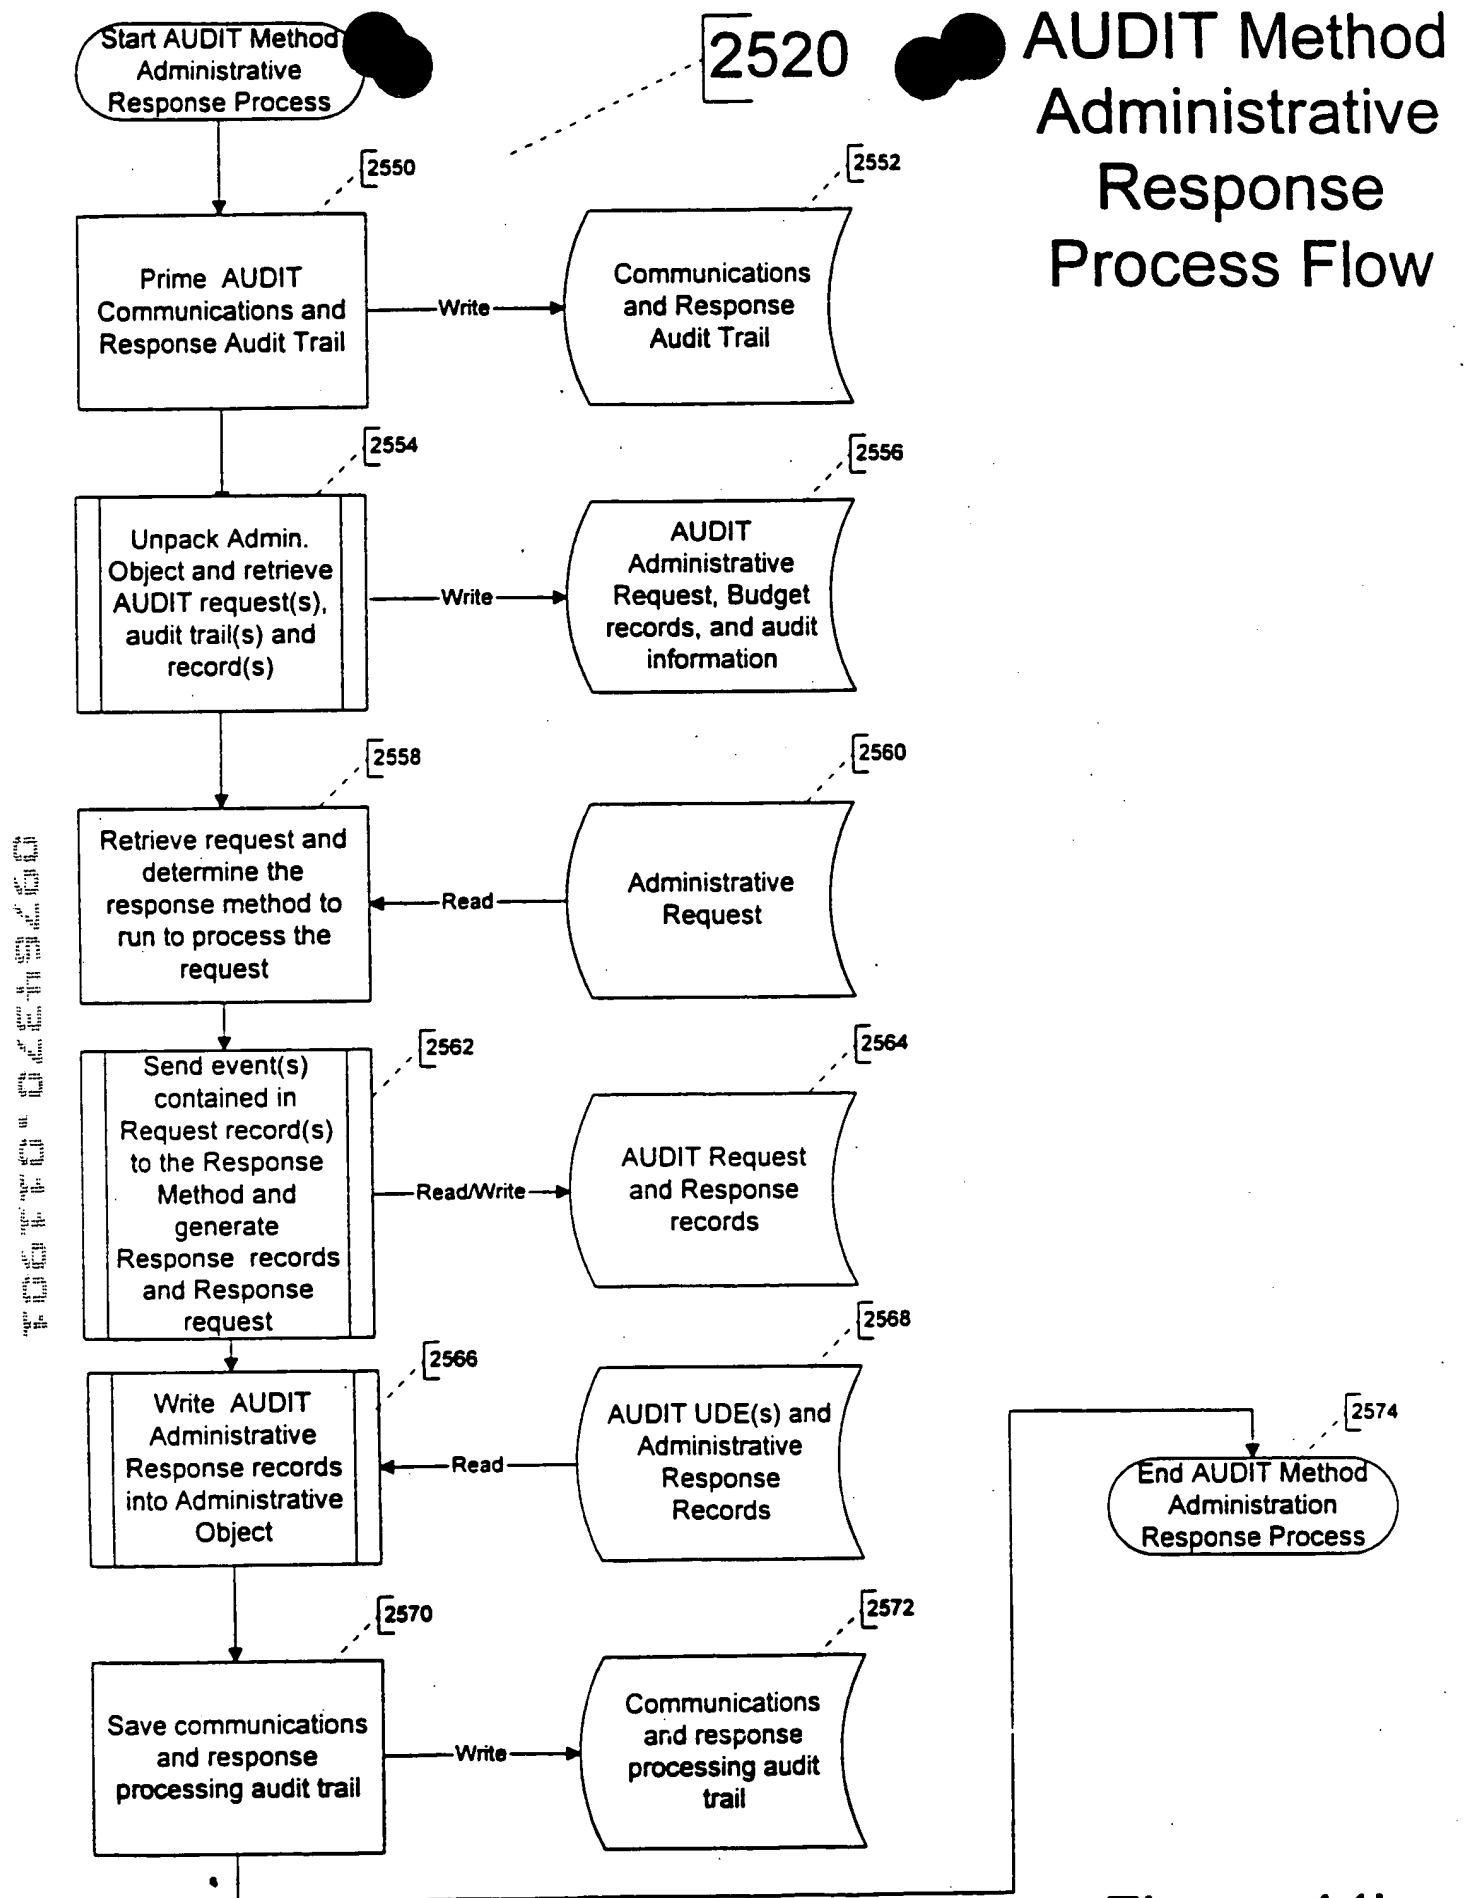 Start AUDIT Method
Administrative
Response Process
2520
AUDIT Method
Administrative
Response
Process Flow
2550
2552
Prime AUDIT
Communications and
Response Audit Trail
Write
Communications
and Response
Audit Trail
2554
2556
Unpack Admin.
Object and retrieve
AUDIT request(s),
audit trail(s) and
record(s)
Write
AUDIT
Administrative
Request, Budget
records, and audit
information
2558
2560
Retrieve request and
determine the
response method to
run to process the
request
Read
Administrative
Request
2562
2564
Send event(s)
contained in
Request record(s)
to the Response
Method and
generate
Response records
and Response
request
Read/Write
AUDIT Request
and Response
records
2566
2568
Write AUDIT
Administrative
Response records
into Administrative
Object
Read
AUDIT UDE(s) and
Administrative
Response
Records
2574
End AUDIT Method
Administration
Response Process
2570
2572
Save communications
and response
processing audit trail
Write
Communications
and response
processing audit
trail